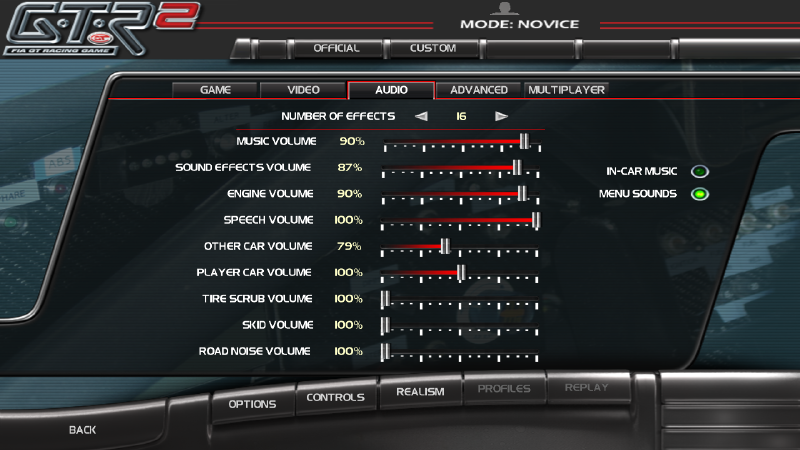 GTR2
FIA GT RACING GAME
MODE: NOVICE
OFFICIAL CUSTOM
GAME VIDEO AUDIO ADVANCED MULTIPLAYER
NUMBER OF EFFECTS 16
MUSIC VOLUME 90%
SOUND EFFECTS VOLUME 87%
IN-CAR MUSIC
ENGINE VOLUME 90%
MENU SOUNDS
SPEECH VOLUME 100%
OTHER CAR VOLUME 79%
PLAYER CAR VOLUME 100%
TIRE SCRUB VOLUME 100%
SKID VOLUME 100%
ROAD NOISE VOLUME 100%
BACK OPTIONS CONTROLS REALISM PROFILES REPLAY
ABS